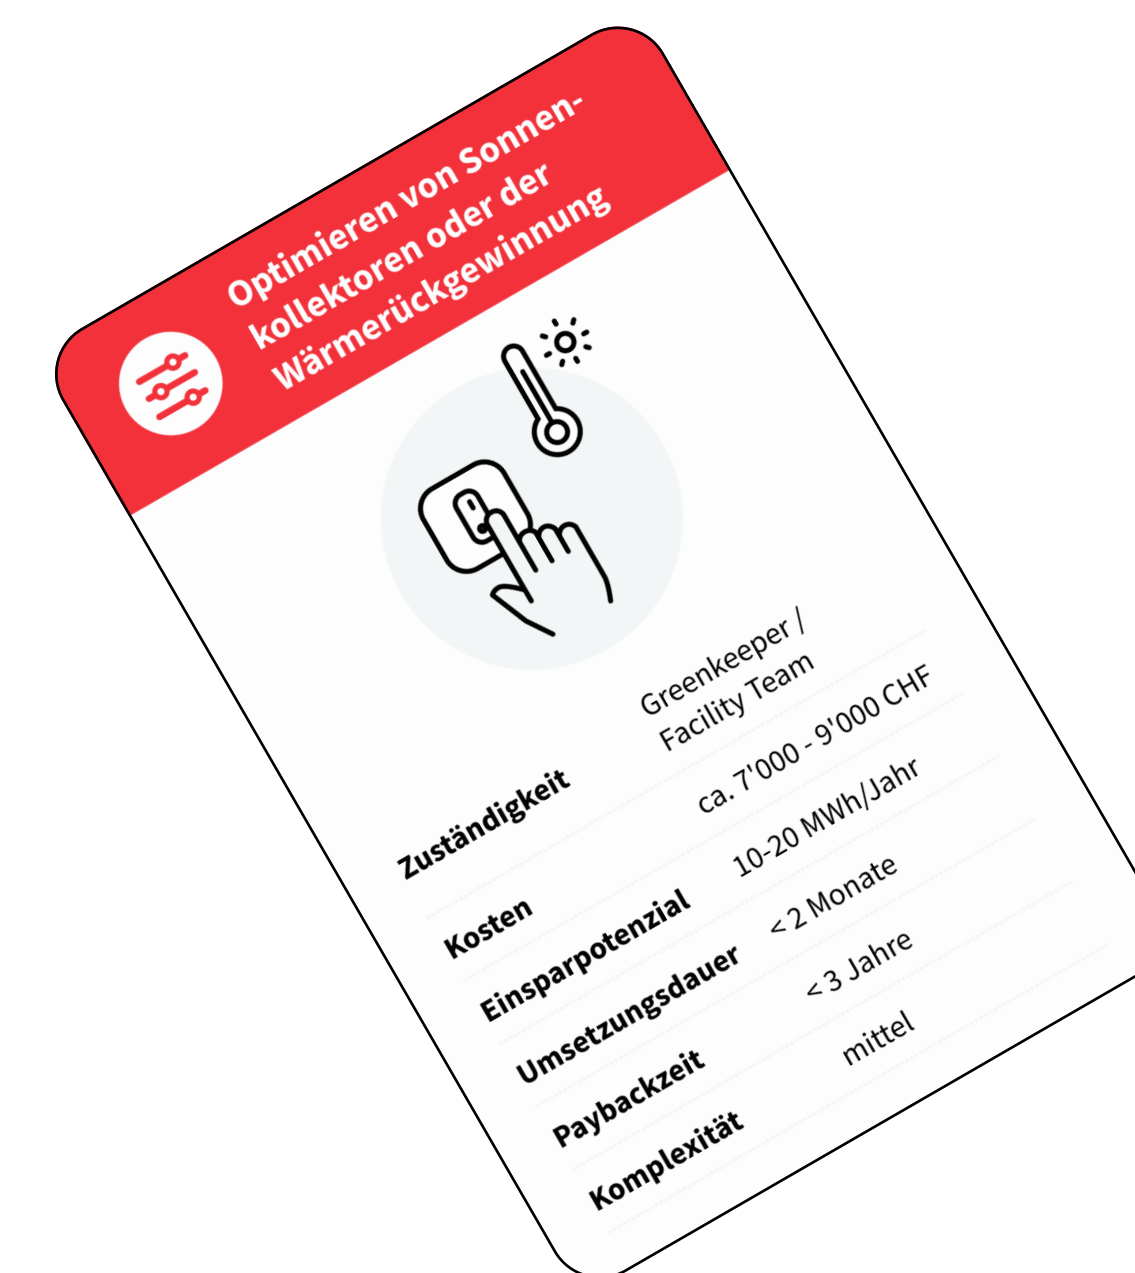 Optimieren von Sonnen-
kollektoren oder der
Wärmerückgewinnung
Zuständigkeit
Greenkeeper /
Facility Team
Kosten
ca. 7'000 - 9'000 CHF
Einsparpotenzial
10-20 MWh/Jahr
Umsetzungsdauer
< 2 Monate
Paybackzeit
< 3 Jahre
Komplexität
mittel